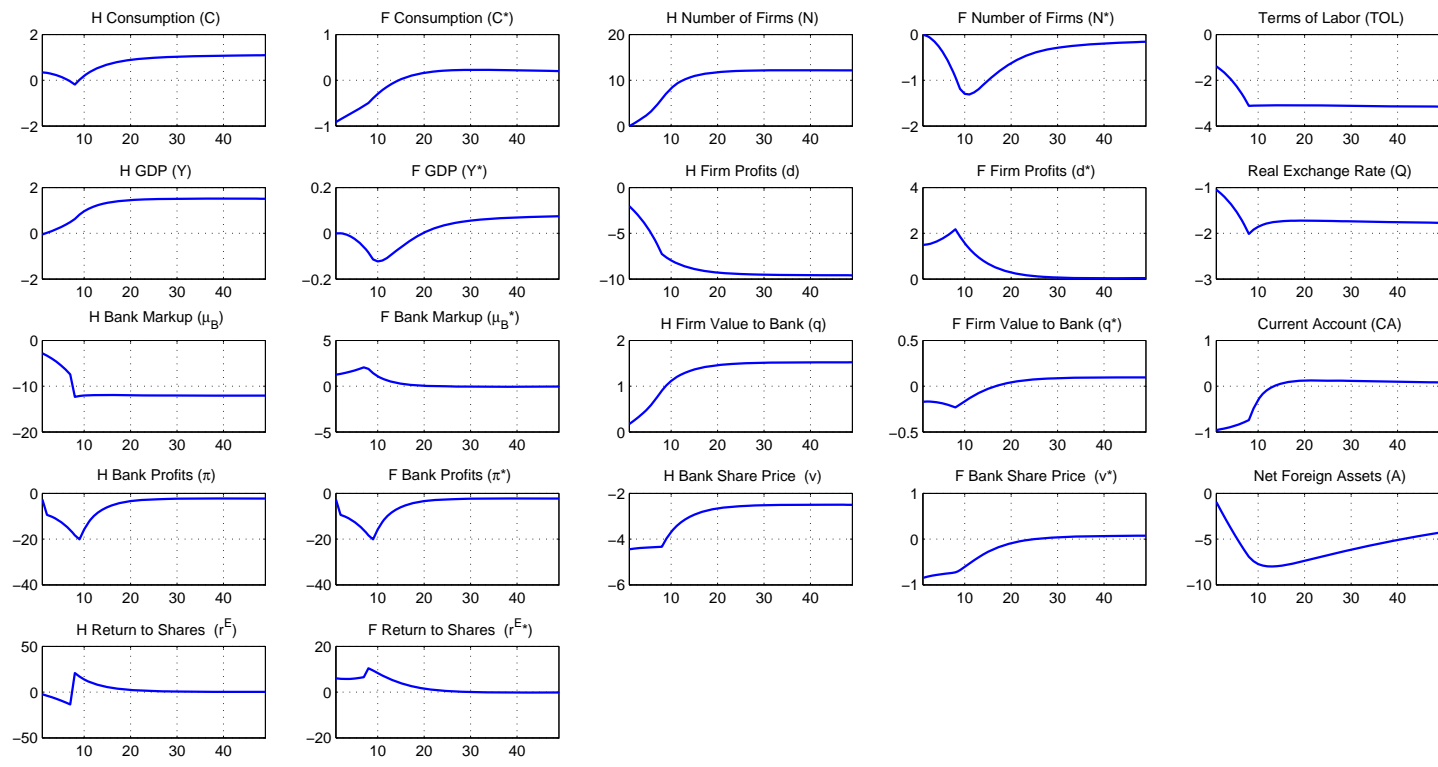 H Consumption (C)
2
0
−2
10 20 30 40
F Consumption (C*)
1
0
−1
10 20 30 40
H Number of Firms (N)
20
10
0
10 20 30 40
F Number of Firms (N*)
0
−1
−2
10 20 30 40
Terms of Labor (TOL)
0
−2
−4
10 20 30 40
H GDP (Y)
2
0
−2
10 20 30 40
F GDP (Y*)
0.2
0
−0.2
10 20 30 40
H Firm Profits (d)
0
−5
−10
10 20 30 40
F Firm Profits (d*)
4
2
0
10 20 30 40
Real Exchange Rate (Q)
−1
−2
−3
10 20 30 40
H Bank Markup (μB)
0
−10
−20
10 20 30 40
F Bank Markup (μB*)
5
0
−5
10 20 30 40
H Firm Value to Bank (q)
2
1
0
10 20 30 40
F Firm Value to Bank (q*)
0.5
0
−0.5
10 20 30 40
Current Account (CA)
1
0
−1
10 20 30 40
H Bank Profits (π)
0
−20
−40
10 20 30 40
F Bank Profits (π*)
0
−20
−40
10 20 30 40
H Bank Share Price (v)
−2
−4
−6
10 20 30 40
F Bank Share Price (v*)
1
0
−1
10 20 30 40
Net Foreign Assets (A)
0
−5
−10
10 20 30 40
H Return to Shares (rE)
50
0
−50
10 20 30 40
F Return to Shares (rE*)
20
0
−20
10 20 30 40